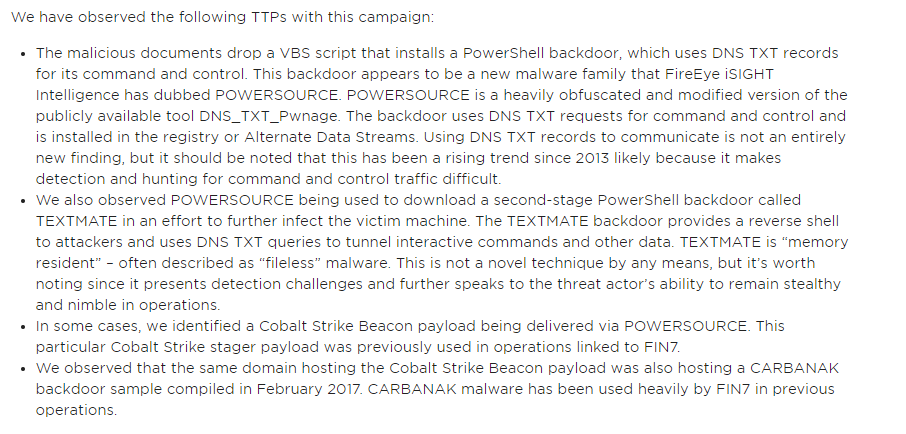 We have observed the following TTPs with this campaign:
• The malicious documents drop a VBS script that installs a PowerShell backdoor, which uses DNS TXT records
for its command and control. This backdoor appears to be a new malware family that FireEye iSIGHT
Intelligence has dubbed POWERSOURCE. POWERSOURCE is a heavily obfuscated and modified version of the
publicly available tool DNS_TXT_Pwnage. The backdoor uses DNS TXT requests for command and control and
is installed in the registry or Alternate Data Streams. Using DNS TXT records to communicate is not an entirely
new finding, but it should be noted that this has been a rising trend since 2013 likely because it makes
detection and hunting for command and control traffic difficult.
• We also observed POWERSOURCE being used to download a second-stage PowerShell backdoor called
TEXTMATE in an effort to further infect the victim machine. The TEXTMATE backdoor provides a reverse shell
to attackers and uses DNS TXT queries to tunnel interactive commands and other data. TEXTMATE is “memory
resident” – often described as “fileless” malware. This is not a novel technique by any means, but it’s worth
noting since it presents detection challenges and further speaks to the threat actor’s ability to remain stealthy
and nimble in operations.
• In some cases, we identified a Cobalt Strike Beacon payload being delivered via POWERSOURCE. This
particular Cobalt Strike stager payload was previously used in operations linked to FIN7.
• We observed that the same domain hosting the Cobalt Strike Beacon payload was also hosting a CARBANAK
backdoor sample compiled in February 2017. CARBANAK malware has been used heavily by FIN7 in previous
operations.